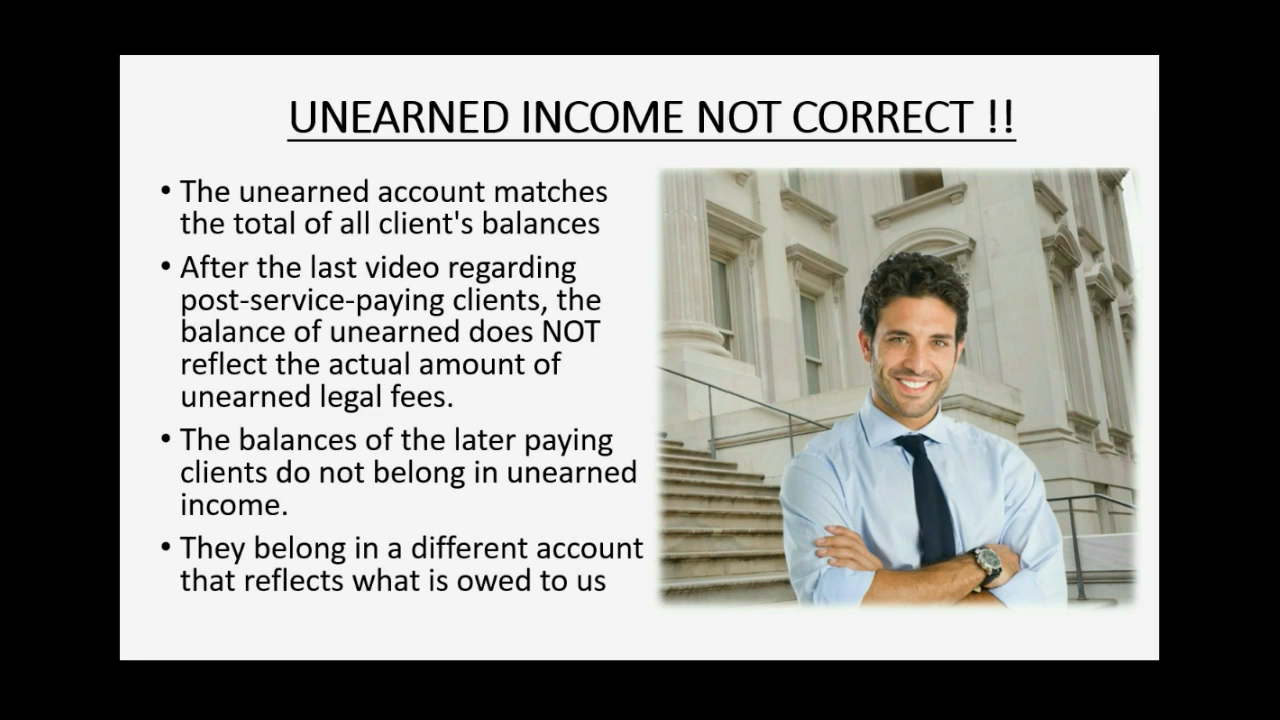 UNEARNED INCOME NOT CORRECT !!
• The unearned account matches
the total of all client's balances
• After the last video regarding
post-service-paying clients, the
balance of unearned does NOT
reflect the actual amount of
unearned legal fees.
• The balances of the later paying
clients do not belong in unearned
income.
• They belong in a different account
that reflects what is owed to us